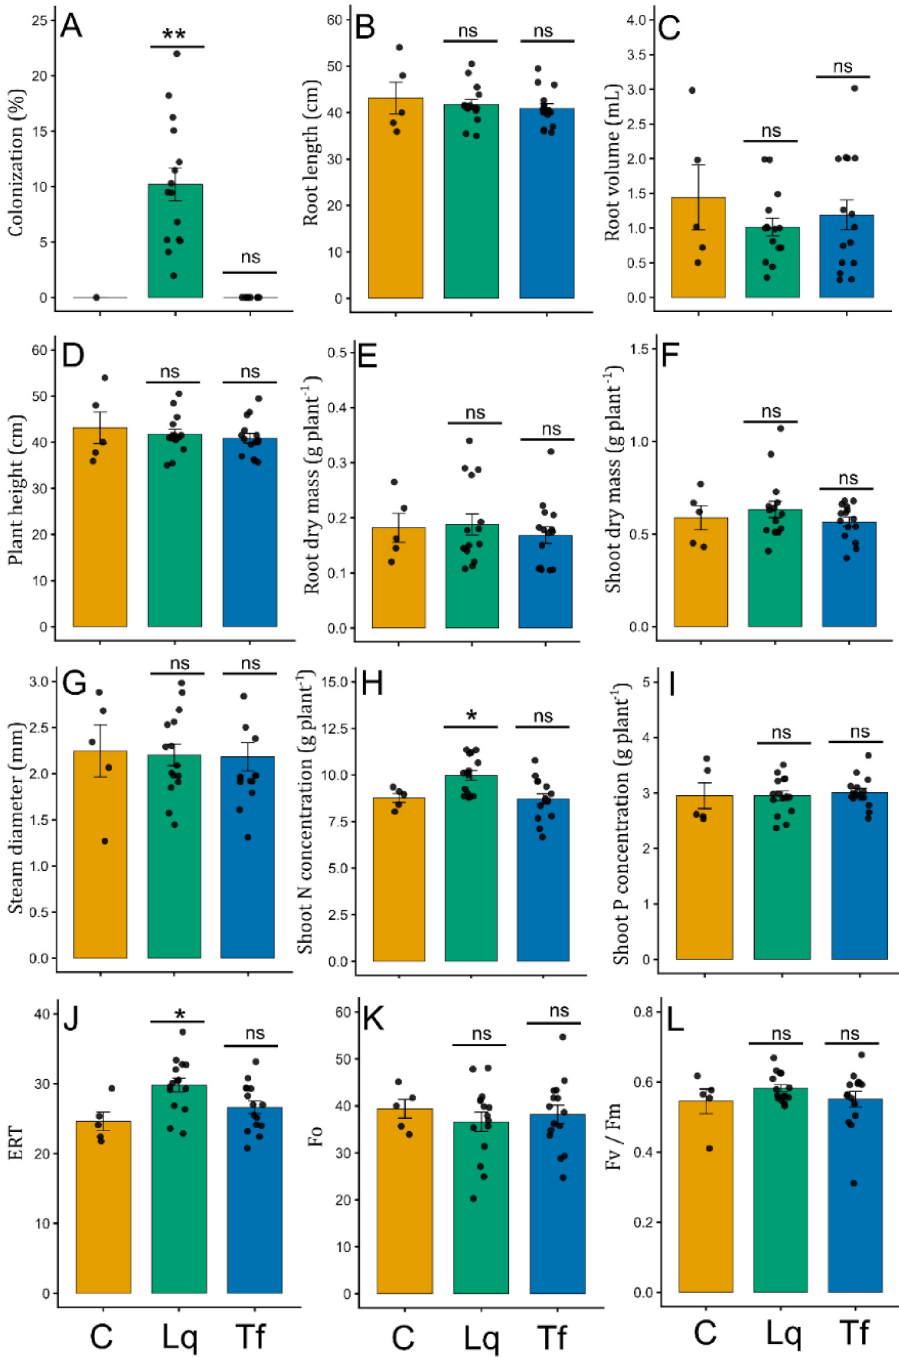 A
Colonization (%)
25
20
15
10
5
0
**
ns
B
Root length (cm)
60
50
40
30
20
10
0
ns
ns
C
Root volume (mL)
4.0
3.5
3.0
2.5
2.0
1.5
1.0
0.5
0.0
ns
ns
D
Plant height (cm)
60
50
40
30
20
10
0
ns
ns
E
Root dry mass (g plant-1)
0.5
0.4
0.3
0.2
0.1
0.0
ns
ns
F
Shoot dry mass (g plant-1)
1.5
1.0
0.5
0.0
ns
ns
G
Steam diameter (mm)
3.0
2.5
2.0
1.5
1.0
0.5
0.0
ns
ns
H
Shoot N concentration (g plant-1)
15.0
12.5
10.0
7.5
5.0
2.5
0.0
*
ns
I
Shoot P concentration (g plant-1)
5
4
3
2
1
0
ns
ns
J
ERT
40
30
20
10
0
*
ns
K
Fo
60
50
40
30
20
10
0
ns
ns
L
Fv / Fm
0.8
0.6
0.4
0.2
0.0
ns
ns
C Lq Tf
C Lq Tf
C Lq Tf